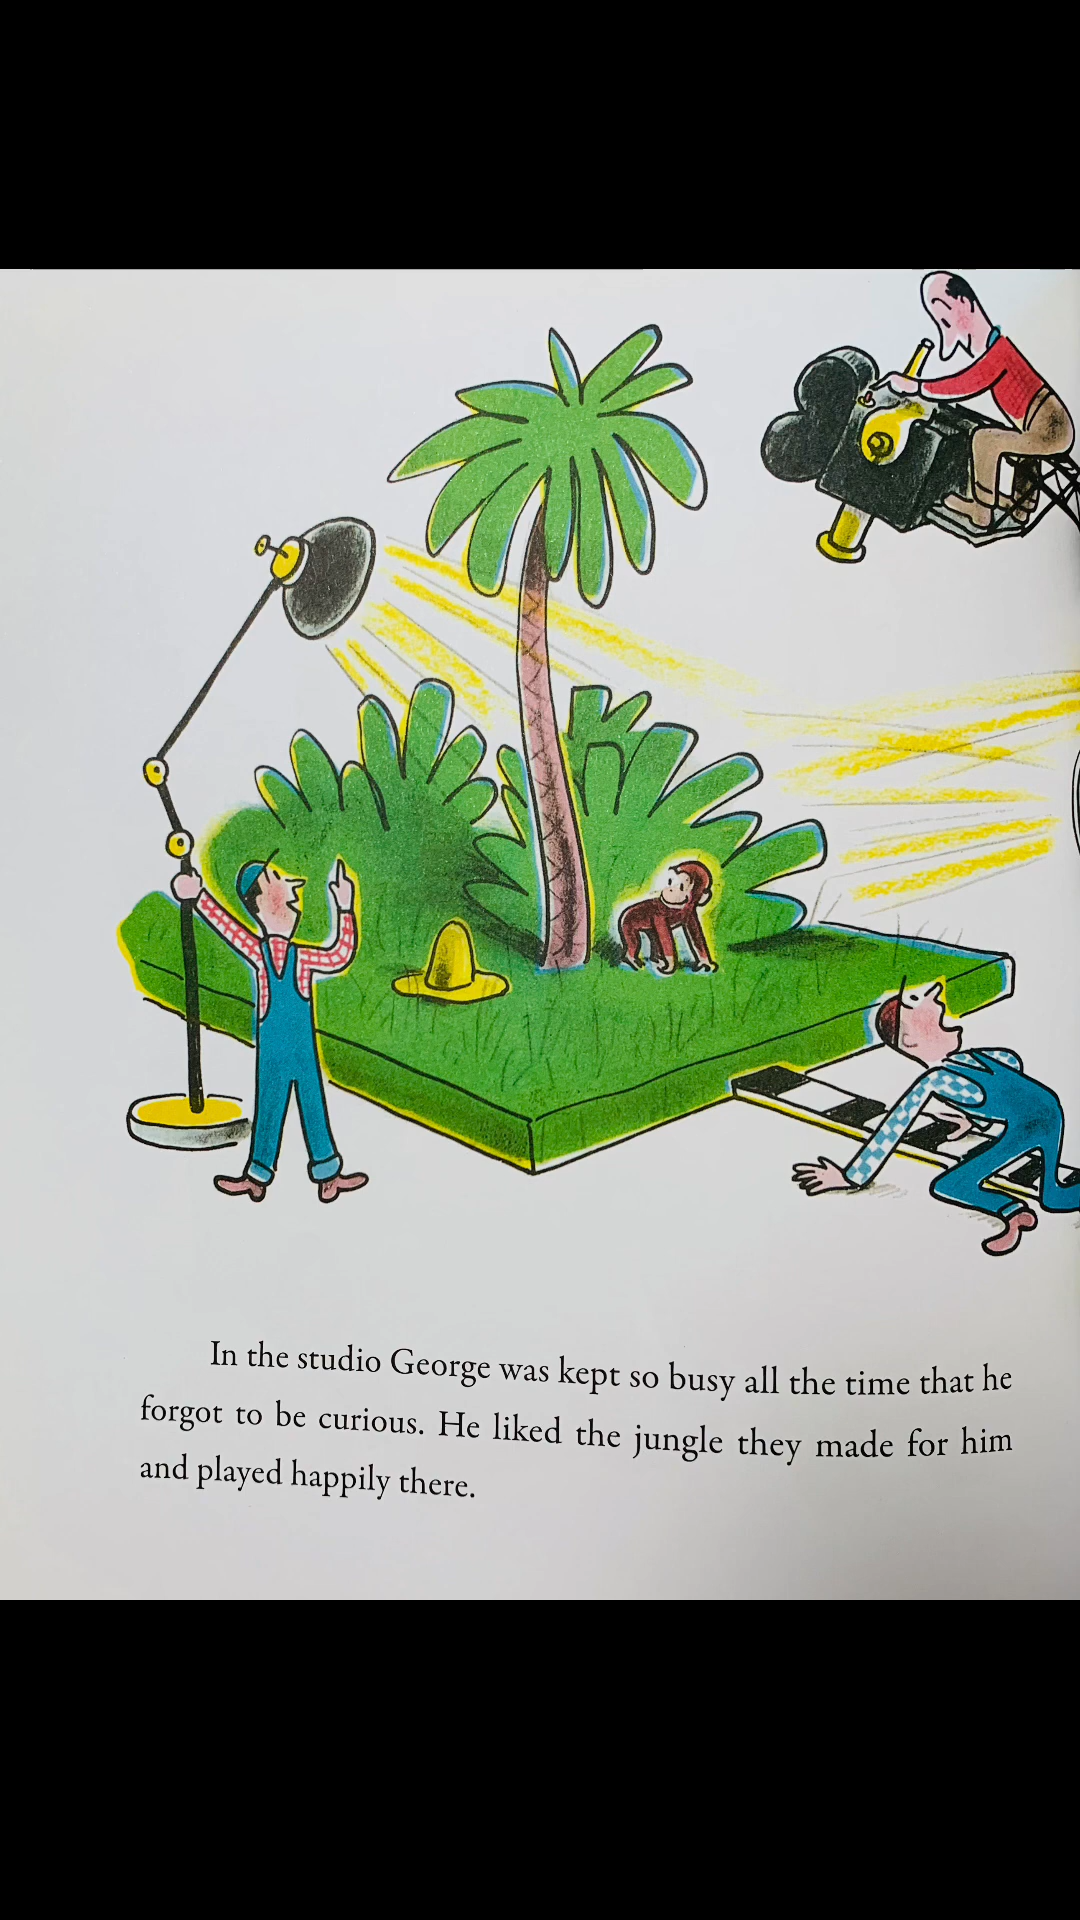 In the studio George was kept so busy all the time that he
forgot to be curious. He liked the jungle they made for him
and played happily there.